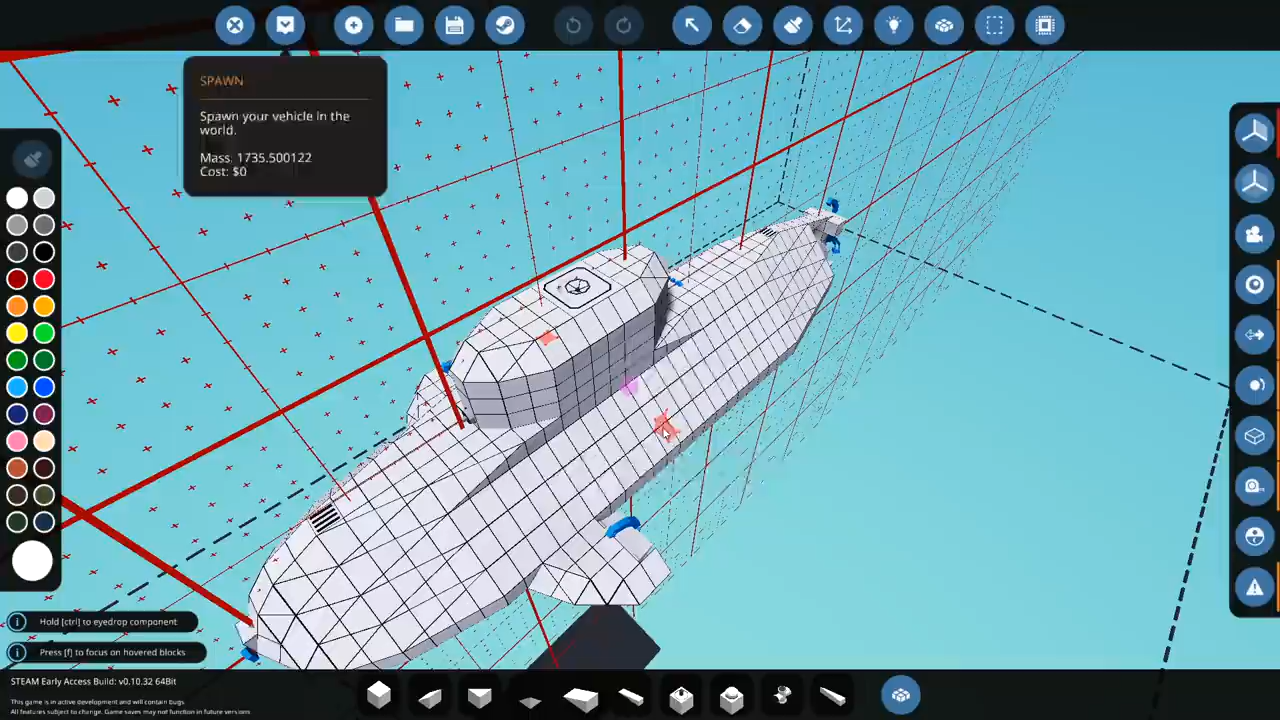 SPAWN
Spawn your vehicle in the
world.
Mass: 1735.500122
Cost: $0
Hold [ctrl] to eyedrop component
Press [f] to focus on hovered blocks
STEAM Early Access Build: v0.10.32 64Bit
This game is in active development and will contain bugs.
All features subject to change. Game saves may not function in future versions